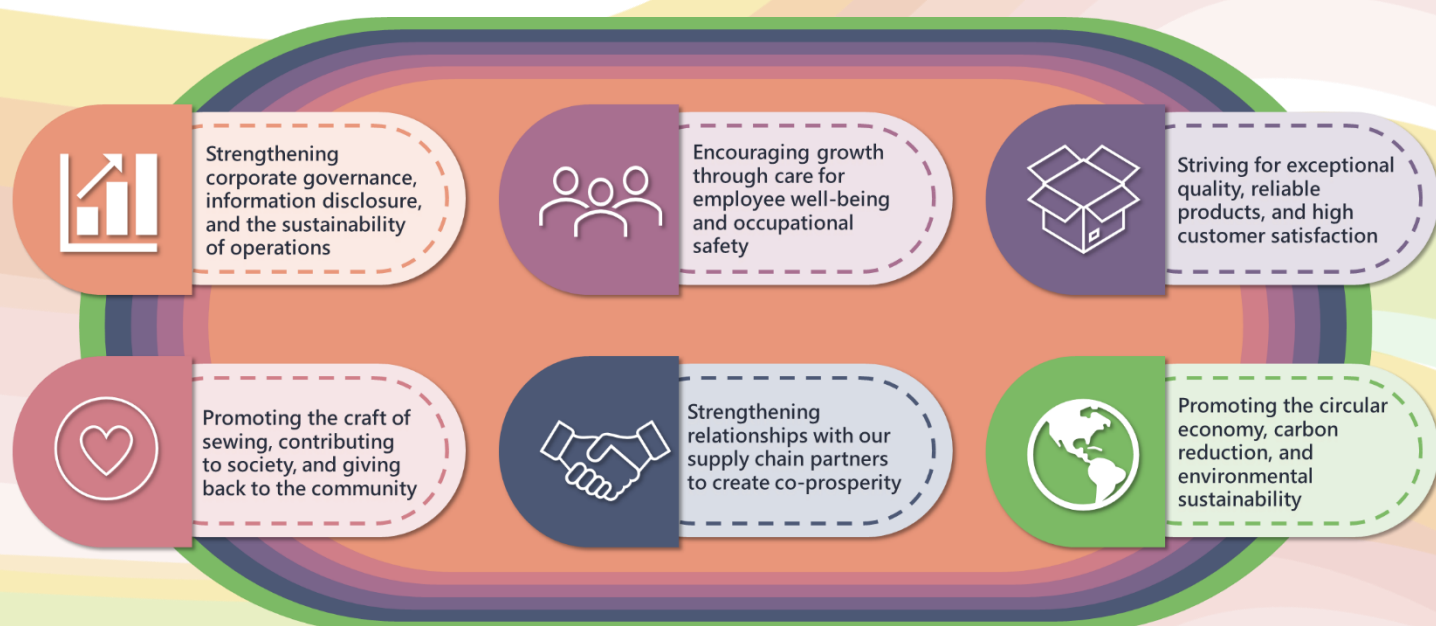 Strengthening
corporate governance,
information disclosure,
and the sustainability
of operations
Encouraging growth
through care for
employee well-being
and occupational
safety
Striving for exceptional
quality, reliable
products, and high
customer satisfaction
Promoting the craft of
sewing, contributing
to society, and giving
back to the community
Strengthening
relationships with our
supply chain partners
to create co-prosperity
Promoting the circular
economy, carbon
reduction, and
environmental
sustainability